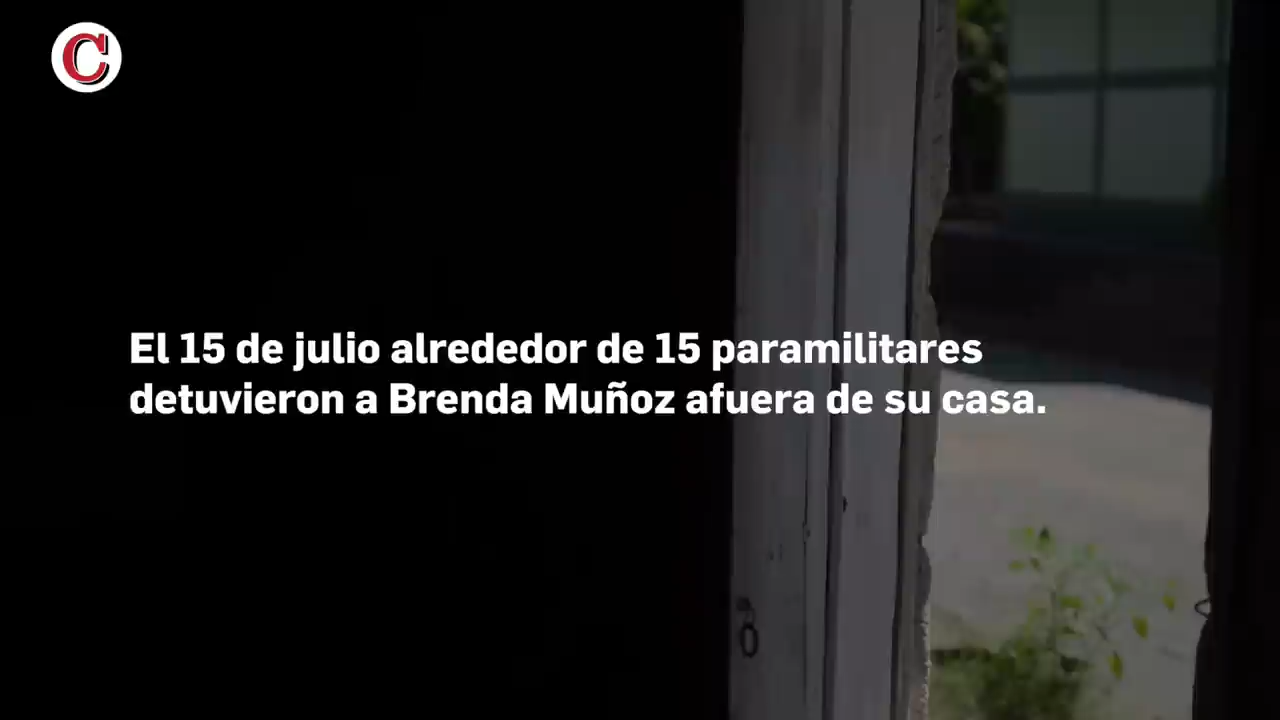 C
El 15 de julio alrededor de 15 paramilitares
detuvieron a Brenda Muñoz afuera de su casa.